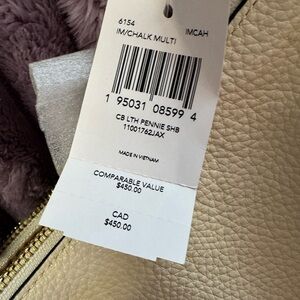 6154
IM/CHALK MULTI IMCAH
1 95031 08599 4
CB LTH PENNIE SHB
11001762JAX
MADE IN VIETNAM
COMPARABLE VALUE
$450.00
CAD
$450.00